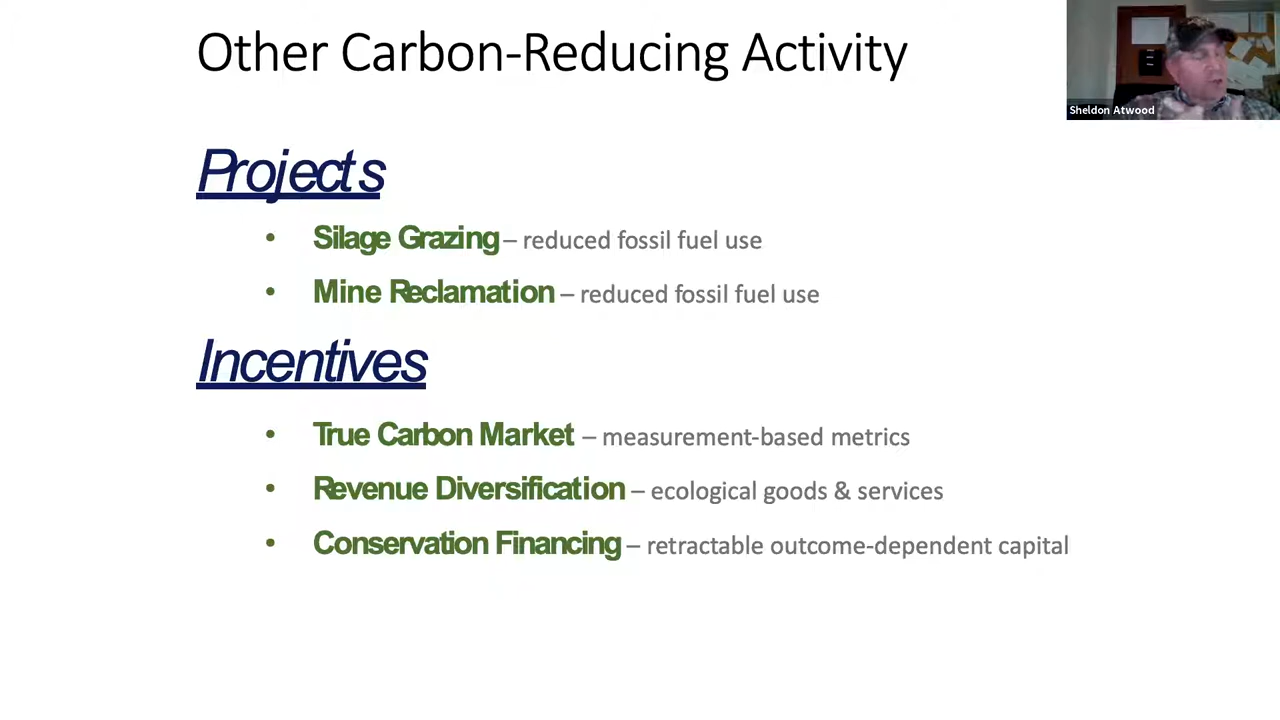 Other Carbon-Reducing Activity
Sheldon Atwood
Projects
• Silage Grazing – reduced fossil fuel use
• Mine Reclamation – reduced fossil fuel use
Incentives
• True Carbon Market – measurement-based metrics
• Revenue Diversification – ecological goods & services
• Conservation Financing – retractable outcome-dependent capital